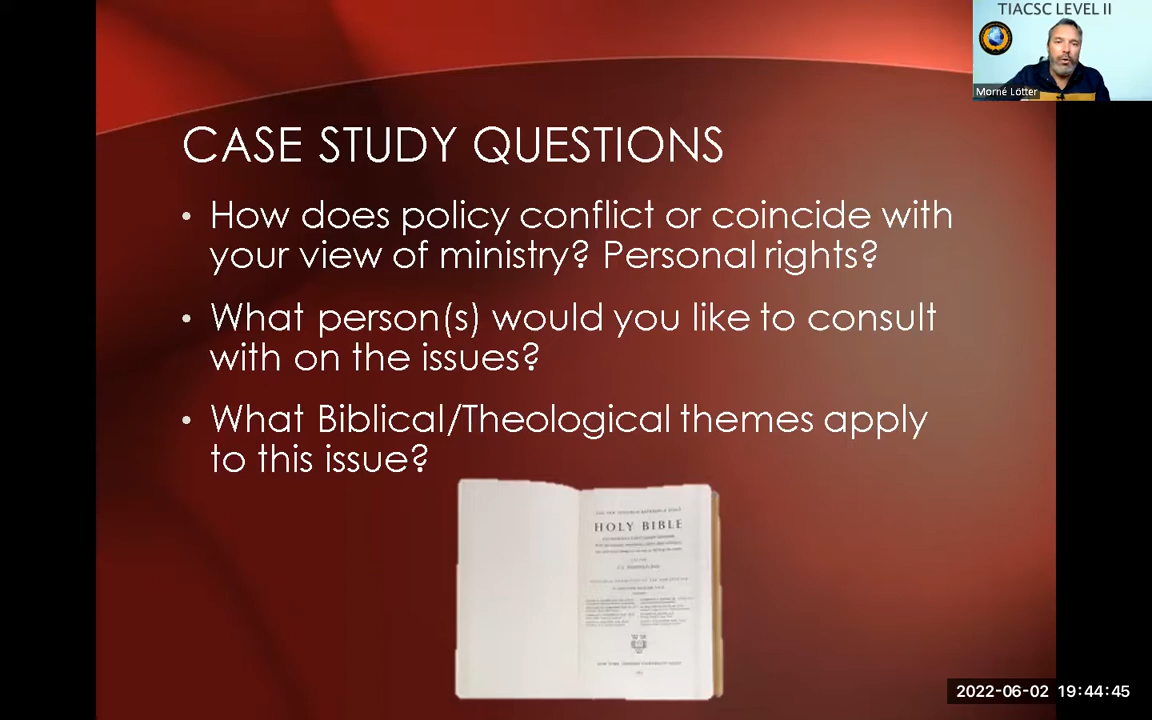 TIACSC LEVEL II
Morné Lötter
CASE STUDY QUESTIONS
• How does policy conflict or coincide with
your view of ministry? Personal rights?
• What person(s) would you like to consult
with on the issues?
• What Biblical/Theological themes apply
to this issue?
HOLY BIBLE
2022-06-02 19:44:45